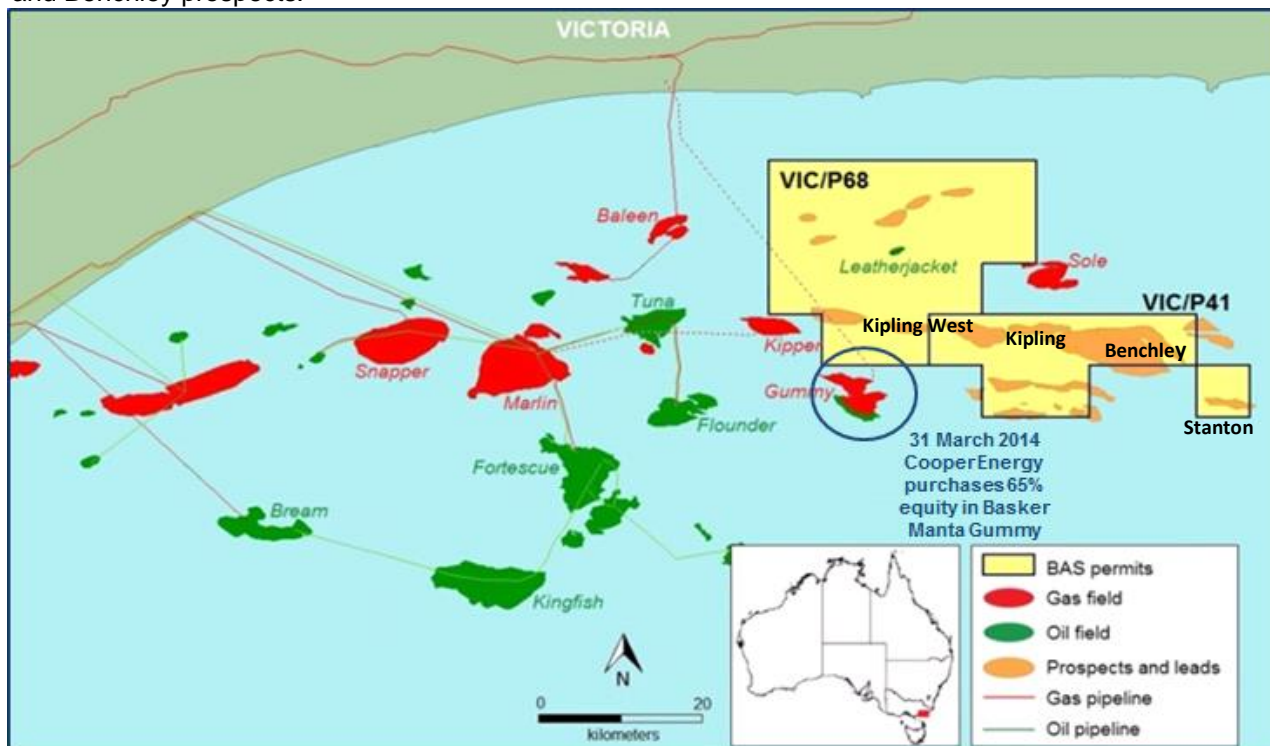 and Benchley prospects.
VICTORIA
VIC/P68
Baleen
Leatherjacket
Sole
VIC/P41
Tuna
Kipling West
Kipling
Kipper
Benchley
Snapper
Marlin
Gummy
Flounder
Stanton
31 March 2014
Cooper Energy
purchases 65%
equity in Basker
Manta Gummy
Fortescue
Bream
Kingfish
N
0 20
kilometers
BAS permits
Gas field
Oil field
Prospects and leads
Gas pipeline
Oil pipeline